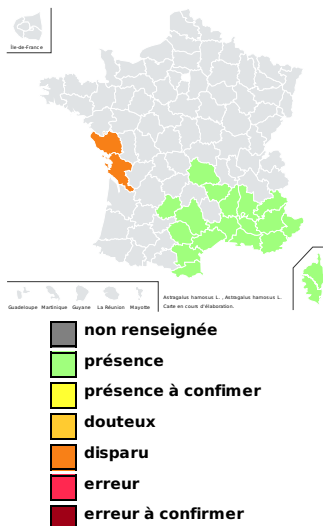 Île-de-France
Guadeloupe Martinique Guyane La Réunion Mayotte
Astragalus hamosus L. , Astragalus hamosus L.
Carte en cours d'élaboration.
non renseignée
présence
présence à confimer
douteux
disparu
erreur
erreur à confirmer